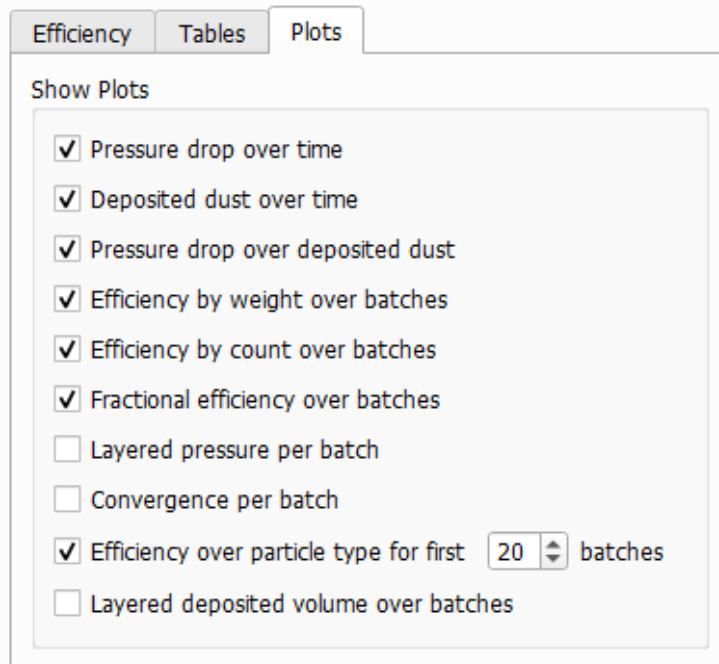 Efficiency Tables Plots
Show Plots
Pressure drop over time
Deposited dust over time
Pressure drop over deposited dust
Efficiency by weight over batches
Efficiency by count over batches
Fractional efficiency over batches
Layered pressure per batch
Convergence per batch
Efficiency over particle type for first 20 batches
Layered deposited volume over batches